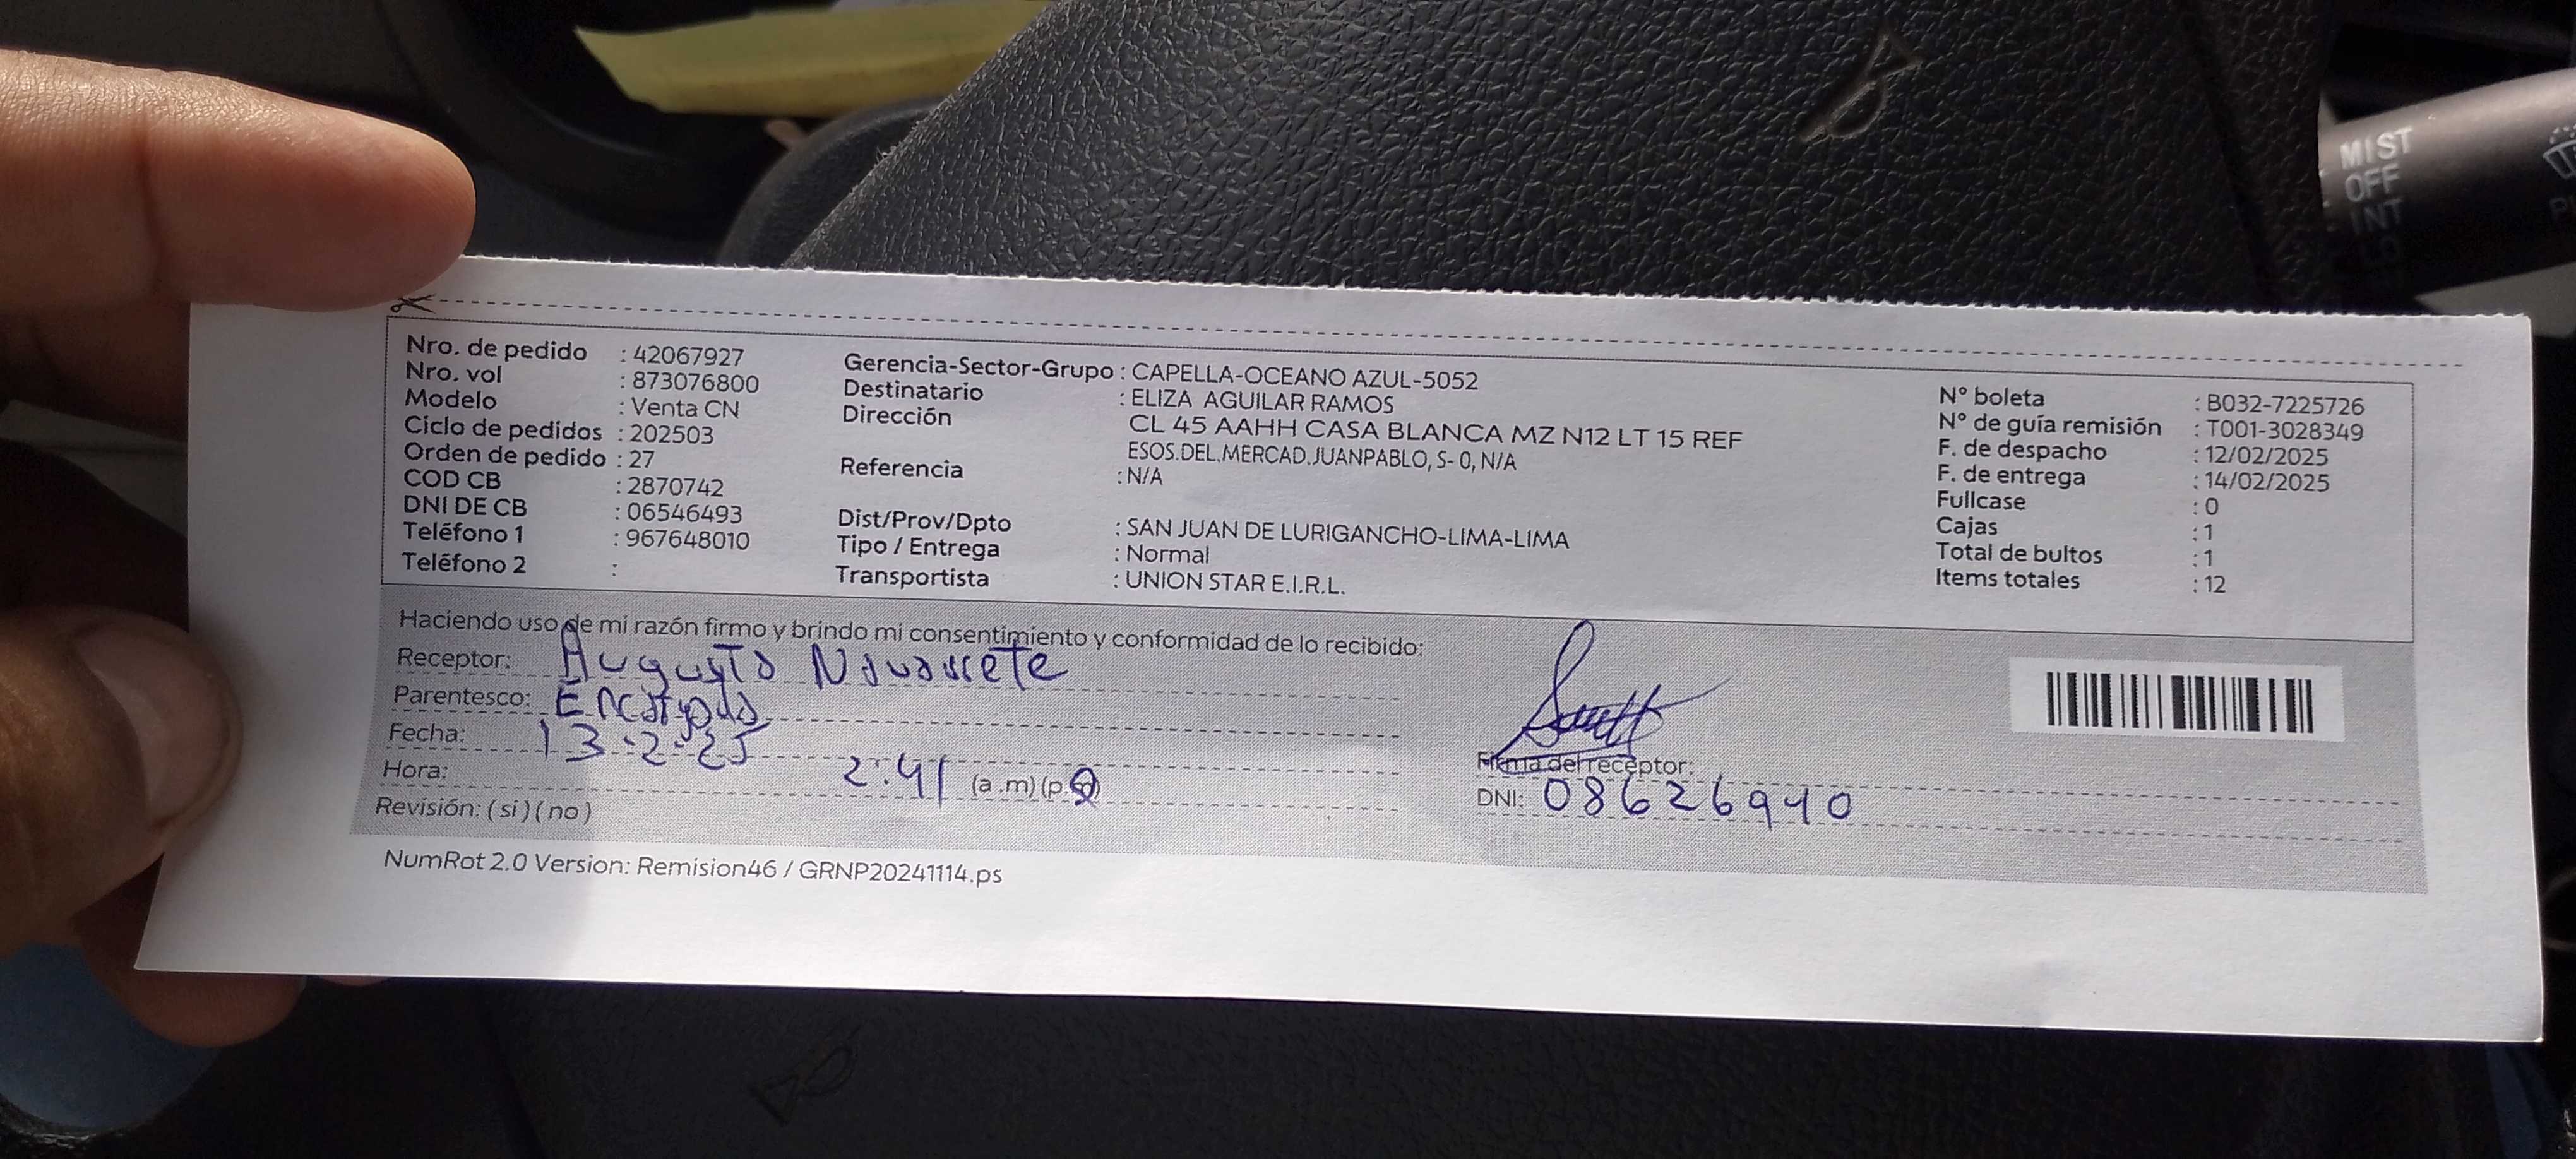 MIST
OFF
INT
LO
Nro. de pedido : 42067927
Nro. vol : 873076800
Modelo : Venta CN
Ciclo de pedidos : 202503
Orden de pedido : 27
COD CB : 2870742
DNI DE CB : 06546493
Teléfono 1 : 967648010
Teléfono 2 :
Gerencia-Sector-Grupo : CAPELLA-OCEANO AZUL-5052
Destinatario : ELIZA AGUILAR RAMOS
Dirección CL 45 AAHH CASA BLANCA MZ N12 LT 15 REF
ESOS.DEL.MERCAD.JUANPABLO, S- 0, N/A
Referencia : N/A
Dist/Prov/Dpto : SAN JUAN DE LURIGANCHO-LIMA-LIMA
Tipo / Entrega : Normal
Transportista : UNION STAR E.I.R.L.
N° boleta : B032-7225726
N° de guía remisión : T001-3028349
F. de despacho : 12/02/2025
F. de entrega : 14/02/2025
Fullcase : 0
Cajas : 1
Total de bultos : 1
Items totales : 12
Haciendo uso de mi razón firmo y brindo mi consentimiento y conformidad de lo recibido:
Receptor: Augusto Navarrete
Parentesco: Encargado
Fecha: 13-2-25
Hora: 2:41 (a.m) (p.m)
Revisión: (si) (no)
Firma del receptor:
DNI: 08626940
NumRot 2.0 Version: Remision46 / GRNP20241114.ps